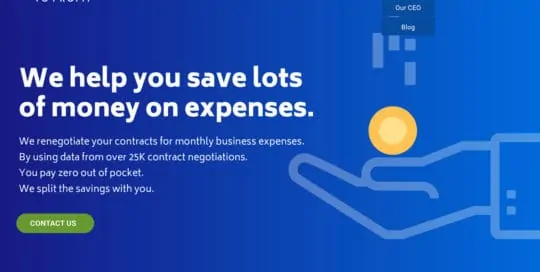 Our CEO
Blog
We help you save lots
of money on expenses.
We renegotiate your contracts for monthly business expenses.
By using data from over 25K contract negotiations.
You pay zero out of pocket.
We split the savings with you.
CONTACT US